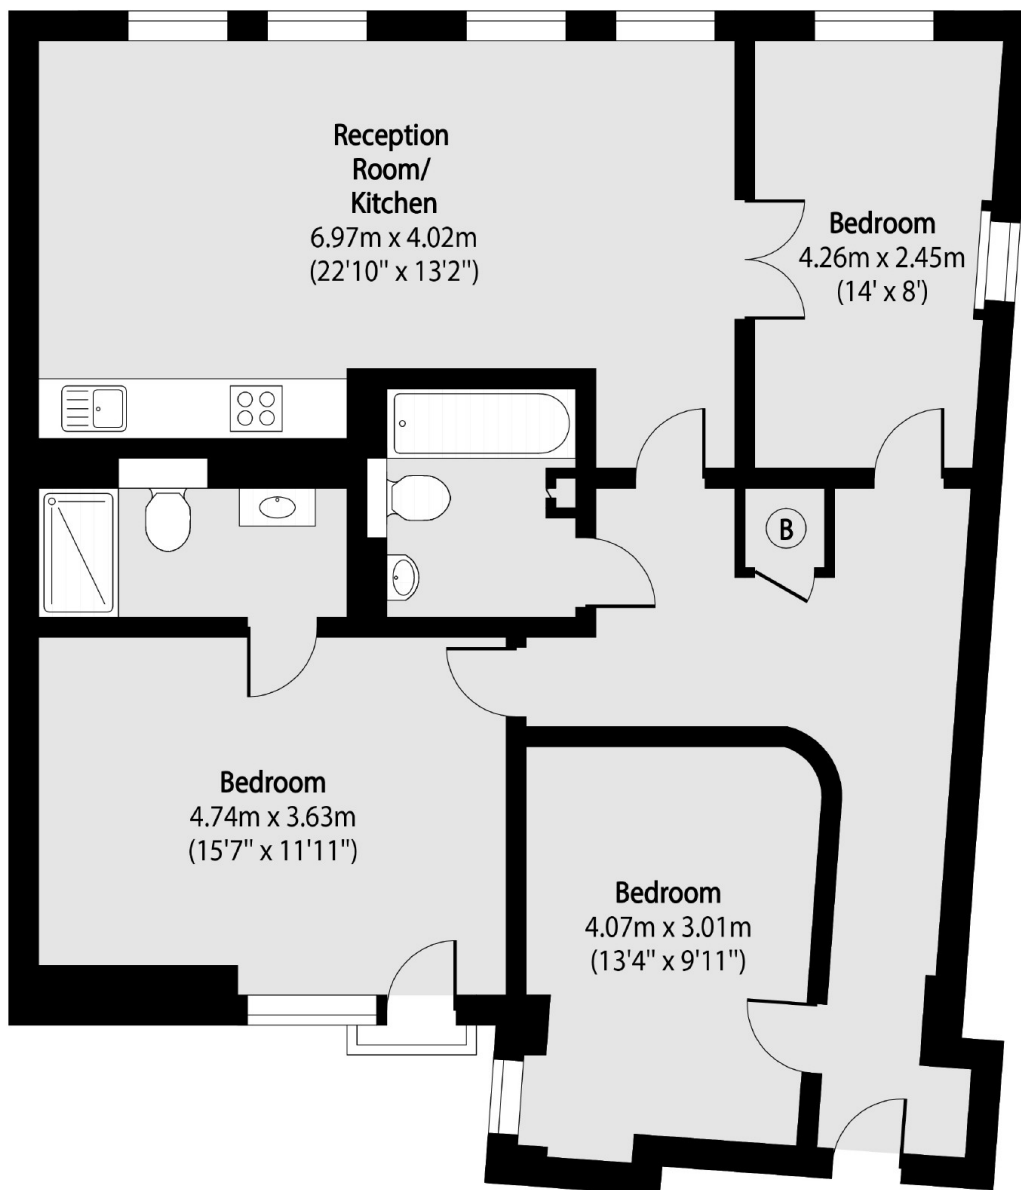 Reception
Room/
Kitchen
6.97m x 4.02m
(22'10" x 13'2")
Bedroom
4.26m x 2.45m
(14' x 8')
B
Bedroom
4.74m x 3.63m
(15'7" x 11'11")
Bedroom
4.07m x 3.01m
(13'4" x 9'11")